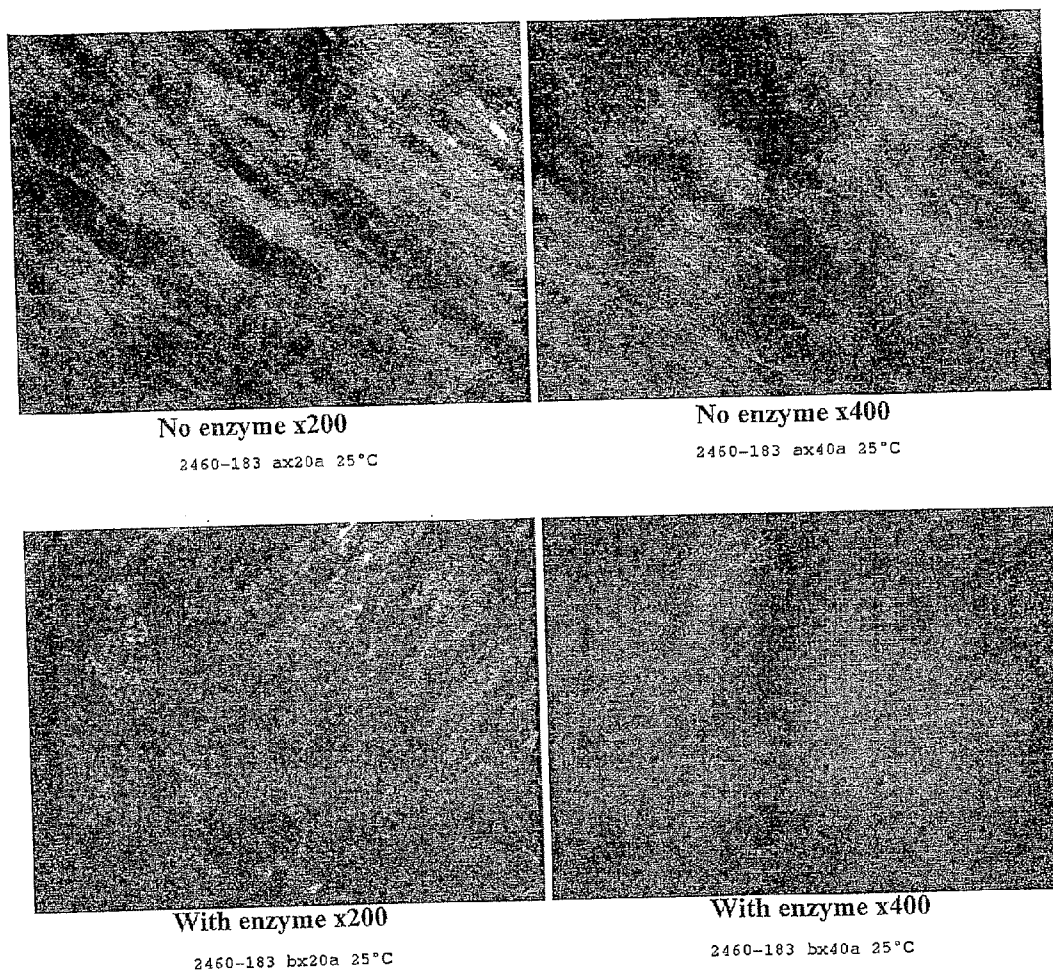 No enzyme x200
2460-183 ax20a 25°C
No enzyme x400
2460-183 ax40a 25°C
With enzyme x200
2460-183 bx20a 25°C
With enzyme x400
2460-183 bx40a 25°C